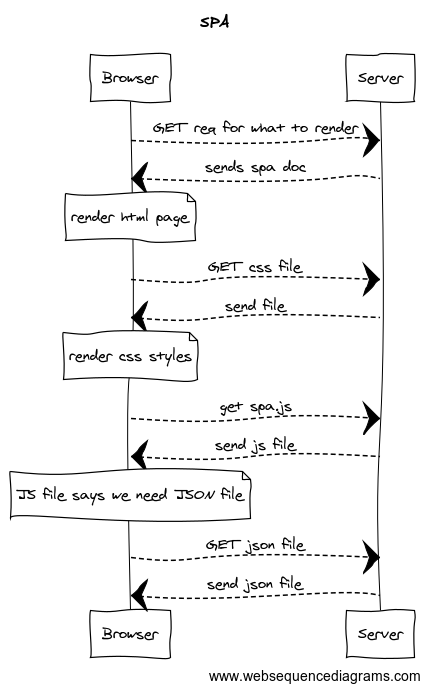 SPA
Browser Server
GET req for what to render
sends spa doc
render html page
GET css file
send file
render css styles
get spa.js
send js file
JS file says we need JSON file
GET json file
send json file
Browser Server
www.websequencediagrams.com